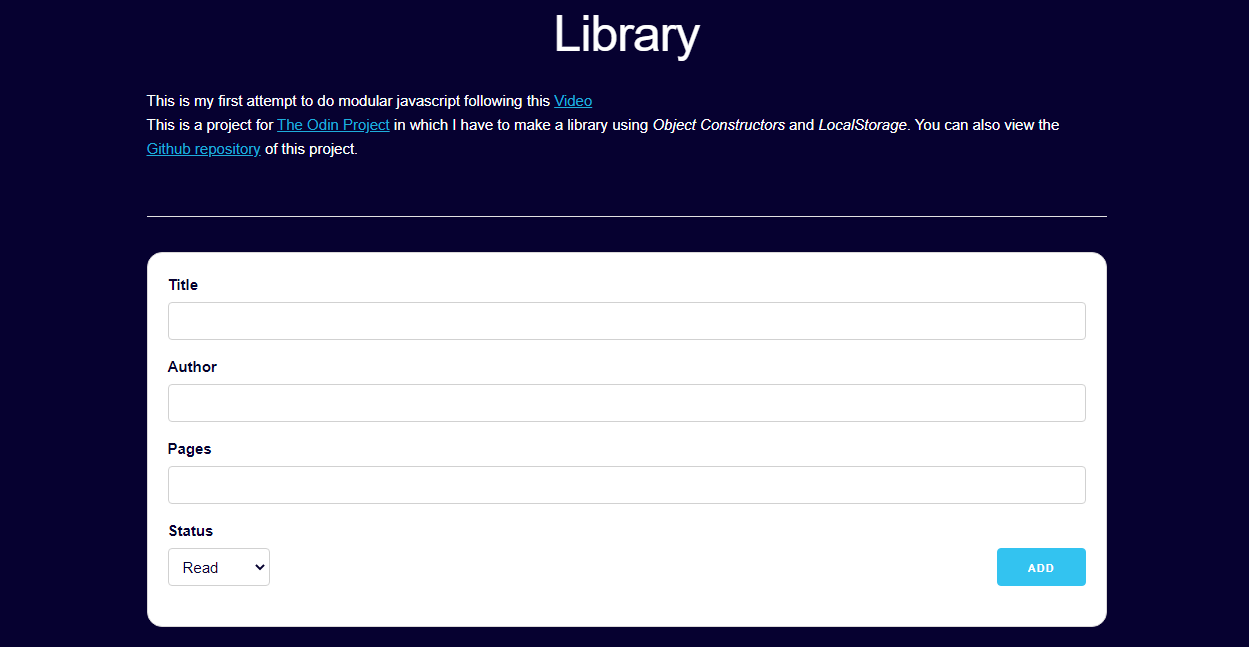 Library
This is my first attempt to do modular javascript following this Video
This is a project for The Odin Project in which I have to make a library using Object Constructors and LocalStorage. You can also view the
Github repository of this project.
Title
Author
Pages
Status
Read
ADD